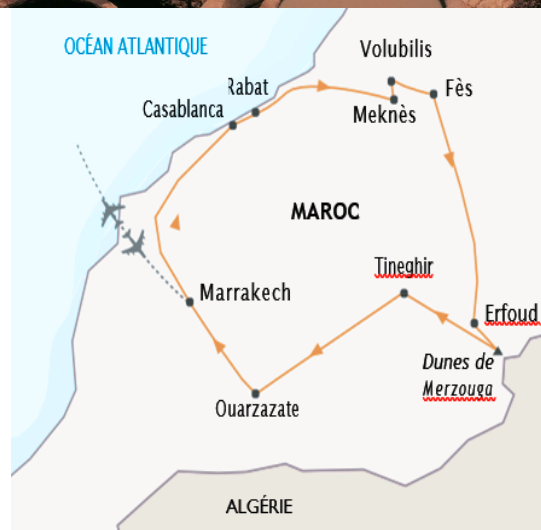 OCÉAN ATLANTIQUE
Volubilis
Rabat
Fès
Casablanca
Meknès
MAROC
Tineghir
Marrakech
Erfoud
Dunes de
Merzouga
Ouarzazate
ALGÉRIE